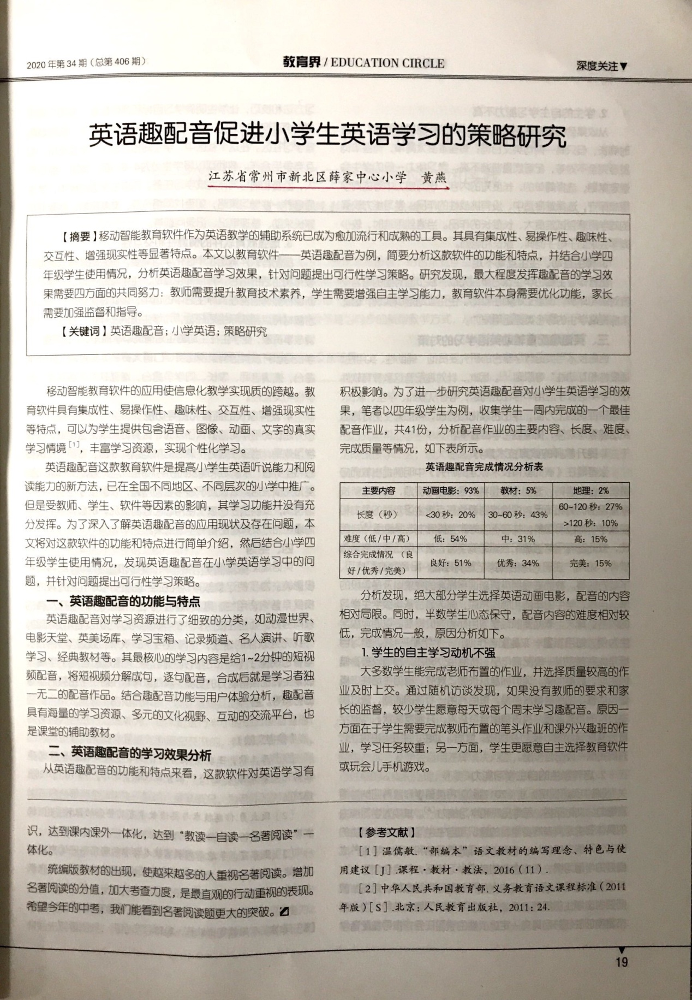 2020年第34期（总第406期）
教育界/EDUCATION CIRCLE
深度关注▼
英语趣配音促进小学生英语学习的策略研究
江苏省常州市新北区薛家中心小学 黄燕
【摘要】移动智能教育软件作为英语教学的辅助系统已成为愈加流行和成熟的工具。其具有集成性、易操作性、趣味性、
交互性、增强现实性等显著特点。本文以教育软件——英语趣配音为例，简要分析这款软件的功能和特点，并结合小学四
年级学生使用情况，分析英语趣配音学习效果，针对问题提出可行性学习策略。研究发现，最大程度发挥趣配音的学习效
果需要四方面的共同努力：教师需要提升教育技术素养，学生需要增强自主学习能力，教育软件本身需要优化功能，家长
需要加强监督和指导。
【关键词】英语趣配音；小学英语；策略研究
移动智能教育软件的应用使信息化教学实现质的跨越。教
育软件具有集成性、易操作性、趣味性、交互性、增强现实性
等特点，可以为学生提供包含语音、图像、动画、文字的真实
学习情境[1]，丰富学习资源，实现个性化学习。
英语趣配音这款教育软件是提高小学生英语听说能力和阅
读能力的新方法，已在全国不同地区、不同层次的小学中推广。
但是受教师、学生、软件等因素的影响，其学习功能并没有充
分发挥。为了深入了解英语趣配音的应用现状及存在问题，本
文将对这款软件的功能和特点进行简单介绍，然后结合小学四
年级学生使用情况，发现英语趣配音在小学英语学习中的问
题，并针对问题提出可行性学习策略。
一、英语趣配音的功能与特点
英语趣配音对学习资源进行了细致的分类，如动漫世界、
电影天堂、英美场库、学习宝箱、记录频道、名人演讲、听歌
学习、经典教材等。其最核心的学习内容是给1~2分钟的短视
频配音，将短视频分解成句，逐句配音，合成后就是学习者独
一无二的配音作品。结合趣配音功能与用户体验分析，趣配音
具有海量的学习资源、多元的文化视野、互动的交流平台，也
是课堂的辅助教材。
二、英语趣配音的学习效果分析
从英语趣配音的功能和特点来看，这款软件对英语学习有
积极影响。为了进一步研究英语趣配音对小学生英语学习的效
果，笔者以四年级学生为例，收集学生一周内完成的一个最佳
配音作业，共41份，分析配音作业的主要内容、长度、难度、
完成质量等情况，如下表所示。
英语趣配音完成情况分析表
主要内容 动画电影：93% 教材：5% 地理：2%
长度（秒） <30秒：20% 30~60秒：43% 60~120秒：27%
>120秒：10%
难度（低/中/高） 低：54% 中：31% 高：15%
综合完成情况（良
好/优秀/完美） 良好：51% 优秀：34% 完美：15%
分析发现，绝大部分学生选择英语动画电影，配音的内容
相对局限。同时，半数学生心态保守，配音内容的难度相对较
低，完成情况一般，原因分析如下。
1. 学生的自主学习动机不强
大多数学生能完成老师布置的作业，并选择质量较高的作
业及时上交。通过随机访谈发现，如果没有教师的要求和家
长的监督，较少学生愿意每天或每个周末学习趣配音。原因一
方面在于学生需要完成教师布置的笔头作业和课外兴趣班的作
业，学习任务较重；另一方面，学生更愿意自主选择教育软件
或玩会儿手机游戏。
识，达到课内课外一体化，达到“教读—自读—名著阅读”一
体化。
统编版教材的出现，使越来越多的人重视名著阅读。增加
名著阅读的分值，加大考查力度，是最直观的行动重视的表现。
希望今年的中考，我们能看到名著阅读题更大的突破。
【参考文献】
[1]温儒敏.“部编本”语文教材的编写理念、特色与使
用建议[J].课程·教材·教法，2016（11）.
[2]中华人民共和国教育部.义务教育语文课程标准（2011
年版）[S].北京：人民教育出版社，2011：24.
19